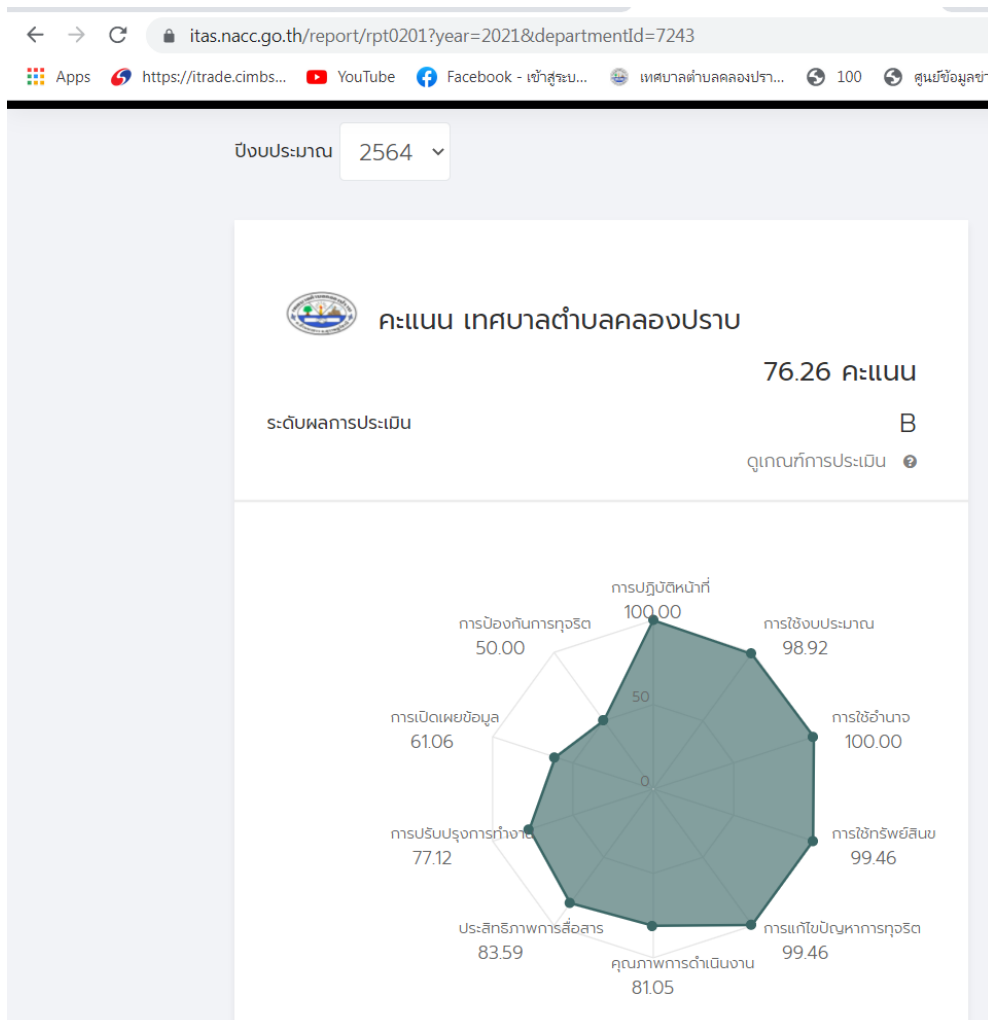 itas.nacc.go.th/report/rpt0201?year=2021&departmentId=7243
Apps https://itrade.cimbs... YouTube Facebook - เข้าสู่ระบ... เทศบาลตำบลคลองปรา... 100 ศูนย์ข้อมูลข่า
ปีงบประมาณ 2564
คะแนน เทศบาลตำบลคลองปราบ
76.26 คะแนน
ระดับผลการประเมิน B
ดูเกณฑ์การประเมิน
การปฏิบัติหน้าที่
100.00
การป้องกันการทุจริต
50.00
การใช้งบประมาณ
98.92
50
การเปิดเผยข้อมูล
61.06
การใช้อำนาจ
100.00
0
การปรับปรุงการทำงาน
77.12
การใช้ทรัพย์สินข
99.46
ประสิทธิภาพการสื่อสาร
83.59
การแก้ไขปัญหาการทุจริต
99.46
คุณภาพการดำเนินงาน
81.05